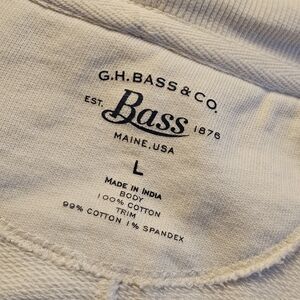 G.H. BASS & CO.
EST. Bass 1876
MAINE, USA
L
MADE IN INDIA
BODY
100% COTTON
TRIM
99% COTTON 1% SPANDEX